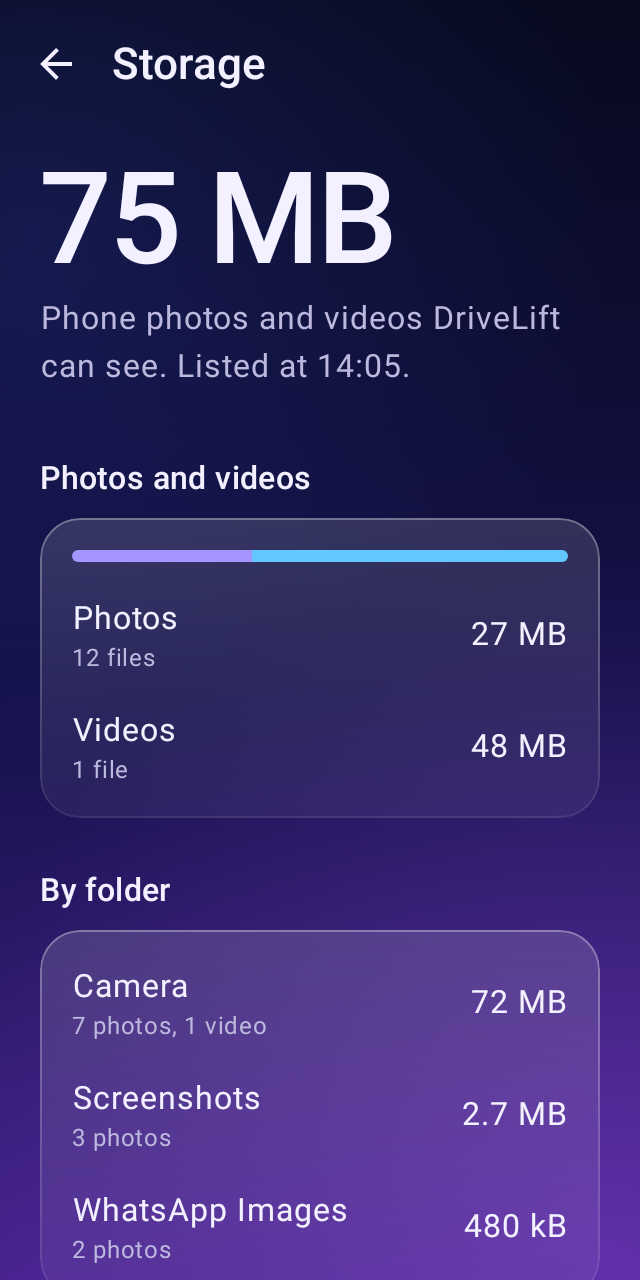 Storage
75 MB
Phone photos and videos DriveLift
can see. Listed at 14:05.
Photos and videos
Photos
12 files
27 MB
Videos
1 file
48 MB
By folder
Camera
7 photos, 1 video
72 MB
Screenshots
3 photos
2.7 MB
WhatsApp Images
2 photos
480 kB